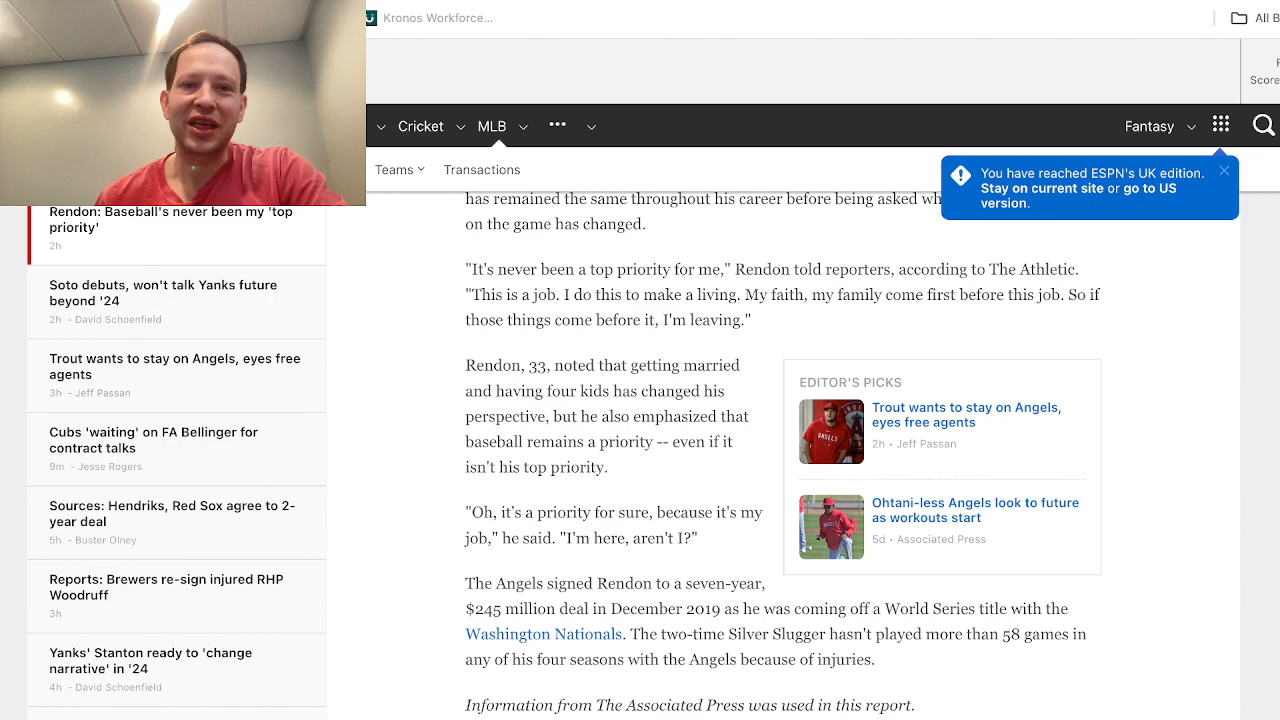 Kronos Workforce...
All B
Score
Cricket
MLB
•••
Fantasy
Teams
Transactions
You have reached ESPN's UK edition.
Stay on current site or go to US
version.
Rendon: Baseball's never been my 'top
priority'
2h
Soto debuts, won't talk Yanks future
beyond '24
2h - David Schoenfield
Trout wants to stay on Angels, eyes free
agents
3h - Jeff Passan
Cubs 'waiting' on FA Bellinger for
contract talks
9m - Jesse Rogers
Sources: Hendriks, Red Sox agree to 2-
year deal
5h - Buster Olney
Reports: Brewers re-sign injured RHP
Woodruff
3h
Yanks' Stanton ready to 'change
narrative' in '24
4h - David Schoenfield
has remained the same throughout his career before being asked
on the game has changed.
"It's never been a top priority for me," Rendon told reporters, according to The Athletic.
"This is a job. I do this to make a living. My faith, my family come first before this job. So if
those things come before it, I'm leaving."
Rendon, 33, noted that getting married
and having four kids has changed his
perspective, but he also emphasized that
baseball remains a priority -- even if it
isn't his top priority.
"Oh, it's a priority for sure, because it's my
job," he said. "I'm here, aren't I?"
EDITOR'S PICKS
Trout wants to stay on Angels,
eyes free agents
2h • Jeff Passan
Ohtani-less Angels look to future
as workouts start
5d • Associated Press
The Angels signed Rendon to a seven-year,
$245 million deal in December 2019 as he was coming off a World Series title with the
Washington Nationals. The two-time Silver Slugger hasn't played more than 58 games in
any of his four seasons with the Angels because of injuries.
Information from The Associated Press was used in this report.